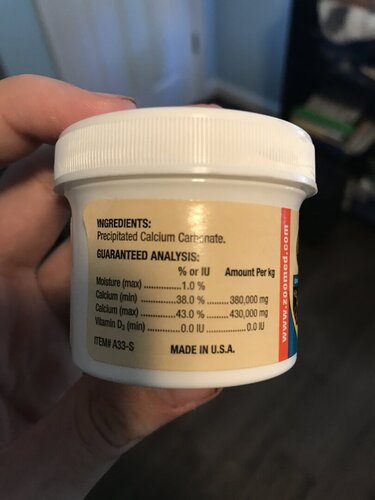 INGREDIENTS:
Precipitated Calcium Carbonate.
GUARANTEED ANALYSIS:
% or IU Amount Per kg
Moisture (max) ..............1.0 %
Calcium (min) ................38.0 % .......... 380,000 mg
Calcium (max) ...............43.0 % .......... 430,000 mg
Vitamin D₃ (min) ............0.0 IU ............... 0.0 IU
ITEM# A33-S MADE IN U.S.A.
www.zoomed.com